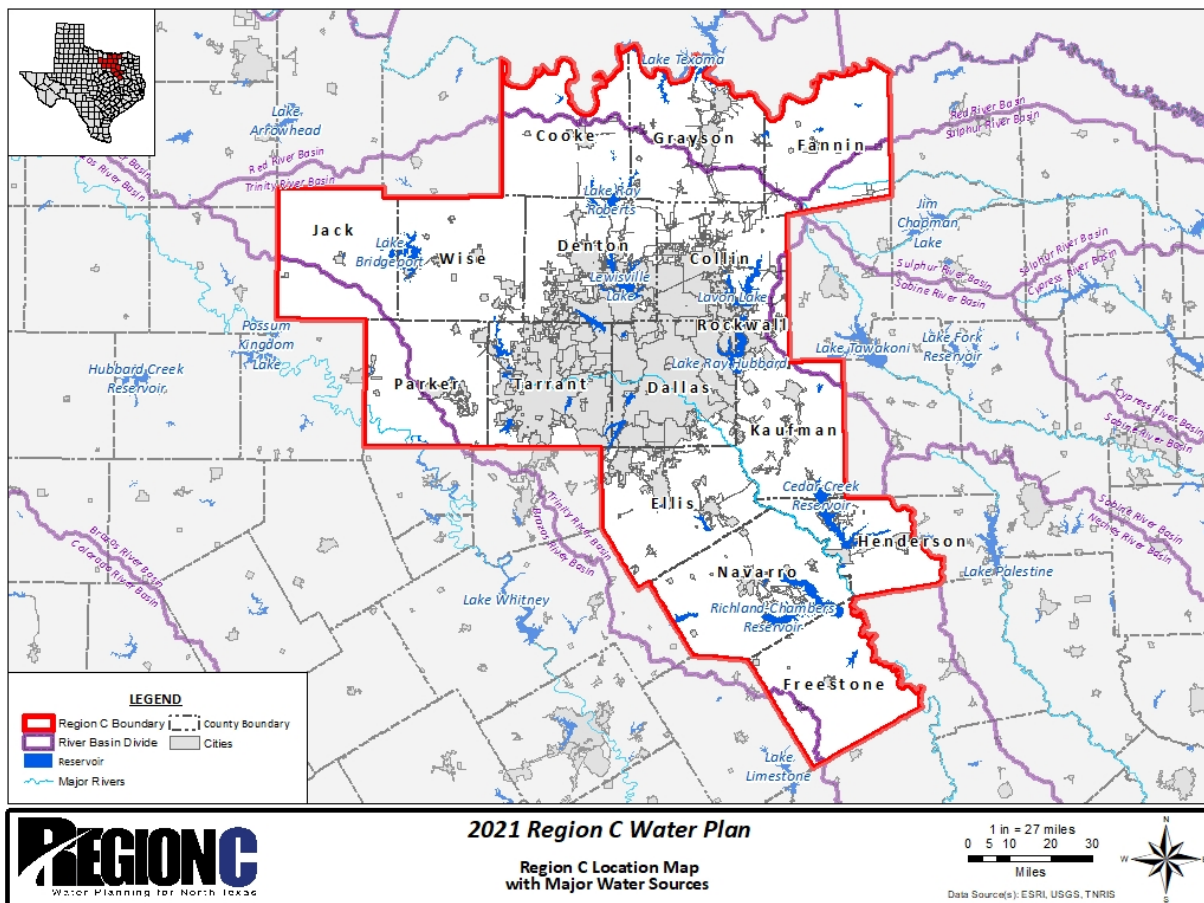 Lake Texoma
Lake
Arrowhead
Red River Basin
Trinity River Basin
Cooke
Grayson
Fannin
Red River Basin
Sulphur River Basin
Lake Ray
Roberts
Jim
Chapman
Lake
Jack
Lake
Bridgeport
Wise
Denton
Collin
Lewisville
Lake
Lavon Lake
Sulphur River Basin
Sabine River Basin
Sulphur River Basin
Cypress River Basin
Possum
Kingdom
Lake
Rockwall
Lake Ray Hubbard
Lake Tawakoni
Lake Fork
Reservoir
Hubbard Creek
Reservoir
Parker
Tarrant
Dallas
Kaufman
Cypress River Basin
Sabine River Basin
Cedar Creek
Reservoir
Ellis
Trinity River Basin
Brazos River Basin
Henderson
Sabine River Basin
Neches River Basin
Brazos River Basin
Colorado River Basin
Navarro
Lake Palestine
Lake Whitney
Richland-Chambers
Reservoir
Freestone
Lake
Limestone
LEGEND
Region C Boundary
County Boundary
River Basin Divide
Cities
Reservoir
Major Rivers
REGION C
Water Planning for North Texas
2021 Region C Water Plan
Region C Location Map
with Major Water Sources
1 in = 27 miles
0 5 10 20 30
Miles
N
W E
S
Data Source(s): ESRI, USGS, TNRIS